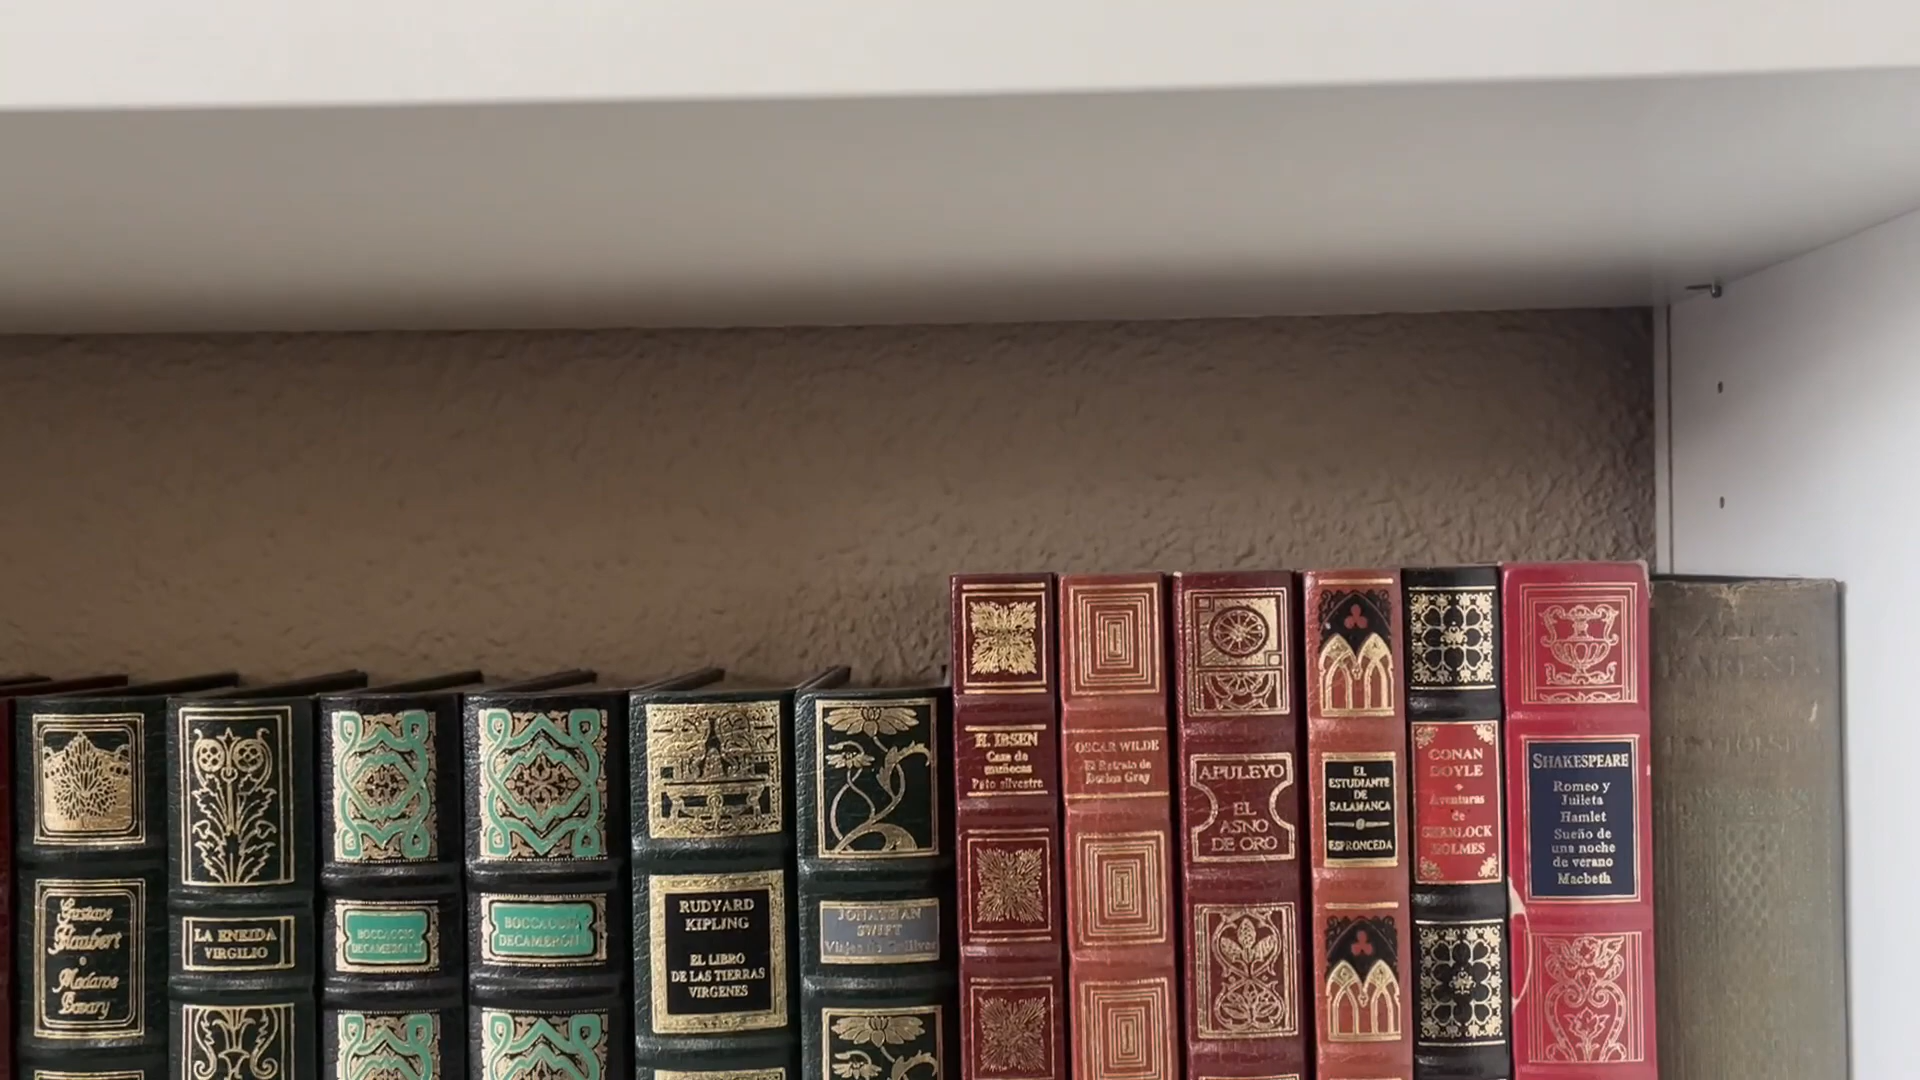 Gustave
Flaubert
Madame
Bovary
LA ENEIDA
VIRGILIO
BOCCACCIO
DECAMERON
BOCCACCIO
DECAMERON
RUDYARD
KIPLING
EL LIBRO
DE LAS TIERRAS
VIRGENES
JONATHAN
SWIFT
Viajes de Gulliver
H. IBSEN
Casa de
muñecas
Pato silvestre
OSCAR WILDE
El Retrato de
Dorian Gray
APULEYO
EL
ASNO
DE ORO
EL
ESTUDIANTE
DE
SALAMANCA
ESPRONCEDA
CONAN
DOYLE
Aventuras
de
SHERLOCK
HOLMES
SHAKESPEARE
Romeo y
Julieta
Hamlet
Sueño de
una noche
de verano
Macbeth